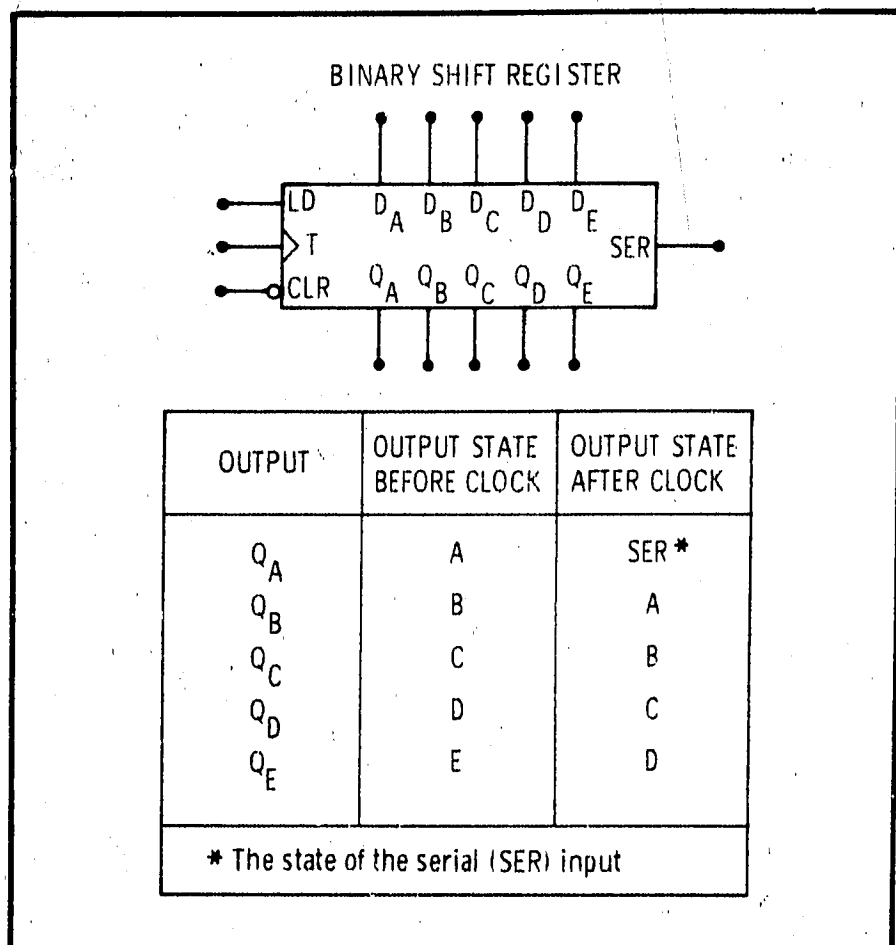 BINARY SHIFT REGISTER
LD D_A D_B D_C D_D D_E
T SER
CLR Q_A Q_B Q_C Q_D Q_E
OUTPUT OUTPUT STATE BEFORE CLOCK OUTPUT STATE AFTER CLOCK
Q_A A SER*
Q_B B A
Q_C C B
Q_D D C
Q_E E D
* The state of the serial (SER) input